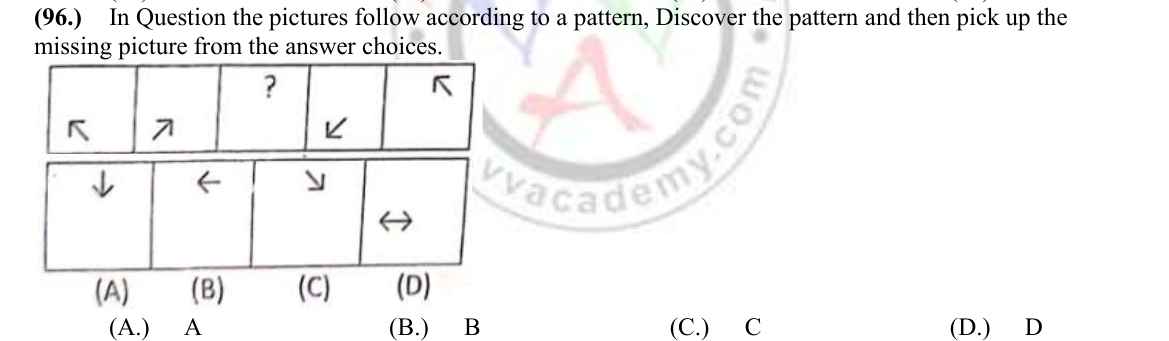 (96.) In Question the pictures follow according to a pattern, Discover the pattern and then pick up the
missing picture from the answer choices.
?
(A) (B) (C) (D)
(A.) A (B.) B (C.) C (D.) D
vvacademy.com